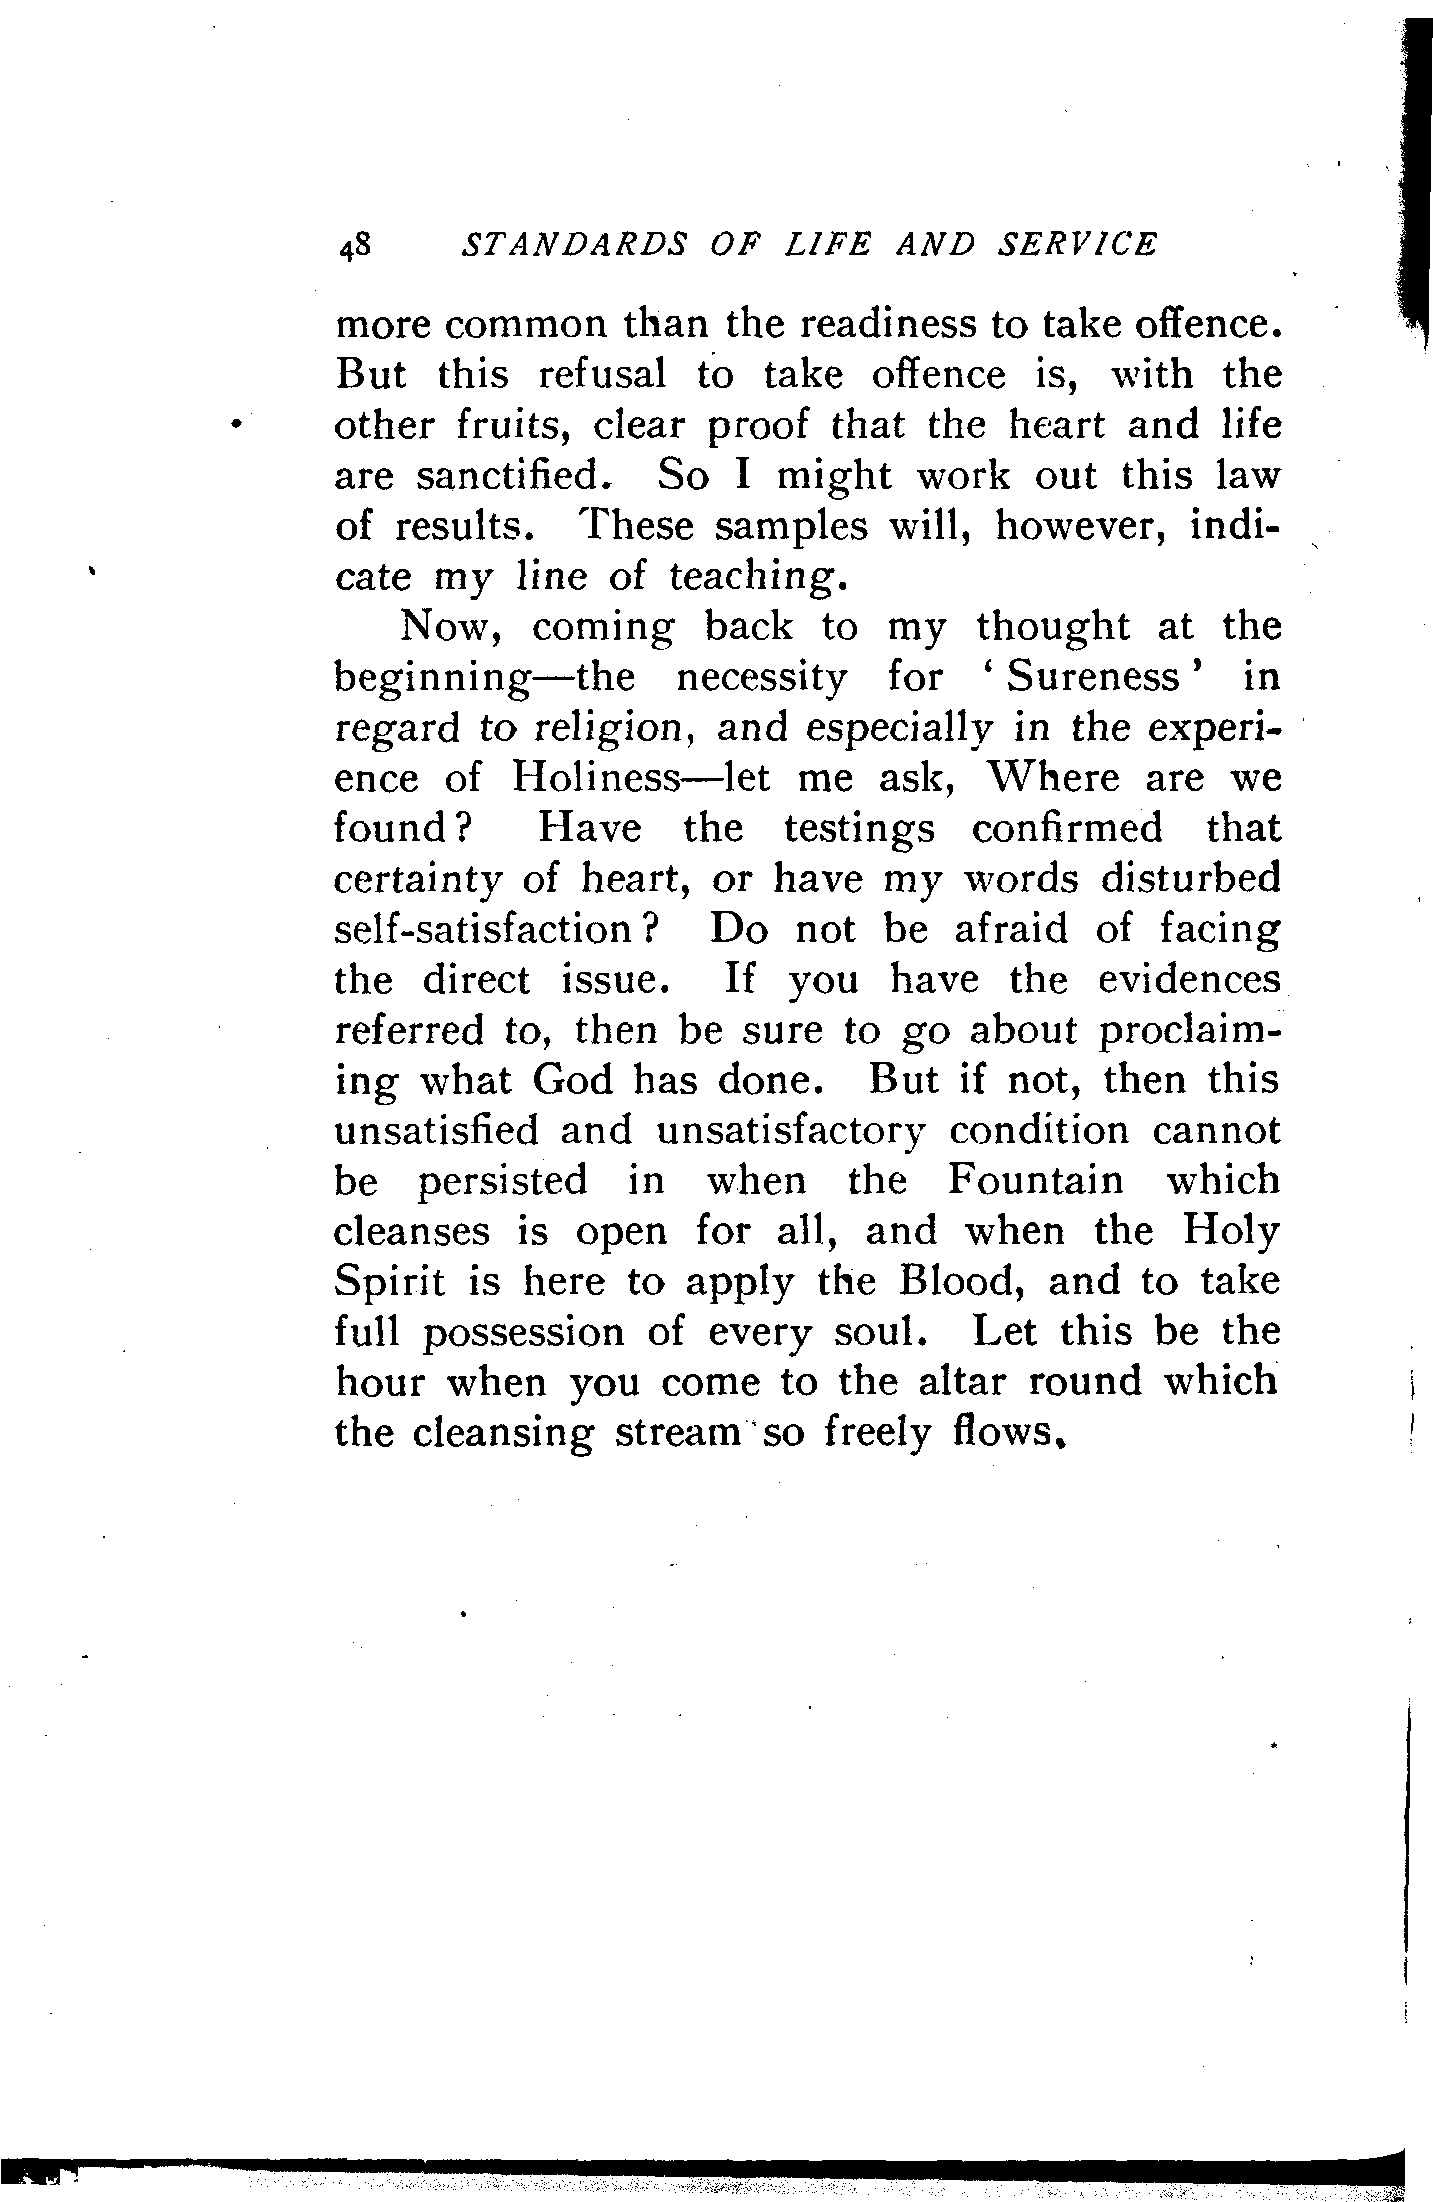 48 STANDARDS OF LIFE AND SERVICE
more common than the readiness to take offence.
But this refusal to take offence is, with the
other fruits, clear proof that the heart and life
are sanctified. So I might work out this law
of results. These samples will, however, indi-
cate my line of teaching.
Now, coming back to my thought at the
beginning—the necessity for ‘ Sureness ’ in
regard to religion, and especially in the experi-
ence of Holiness—let me ask, Where are we
found? Have the testings confirmed that
certainty of heart, or have my words disturbed
self-satisfaction? Do not be afraid of facing
the direct issue. If you have the evidences
referred to, then be sure to go about proclaim-
ing what God has done. But if not, then this
unsatisfied and unsatisfactory condition cannot
be persisted in when the Fountain which
cleanses is open for all, and when the Holy
Spirit is here to apply the Blood, and to take
full possession of every soul. Let this be the
hour when you come to the altar round which
the cleansing stream so freely flows.